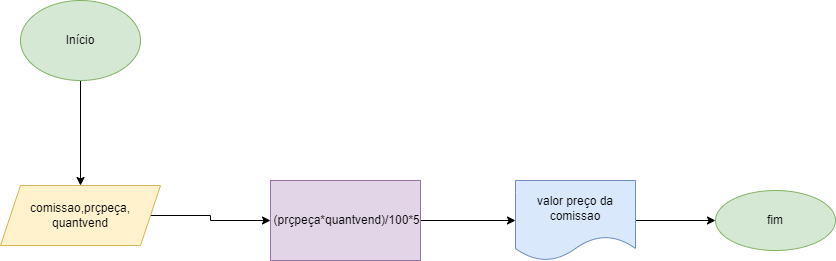 Início
comissao,prçpeça,
quantvend
(prçpeça*quantvend)/100*5
valor preço da
comissao
fim